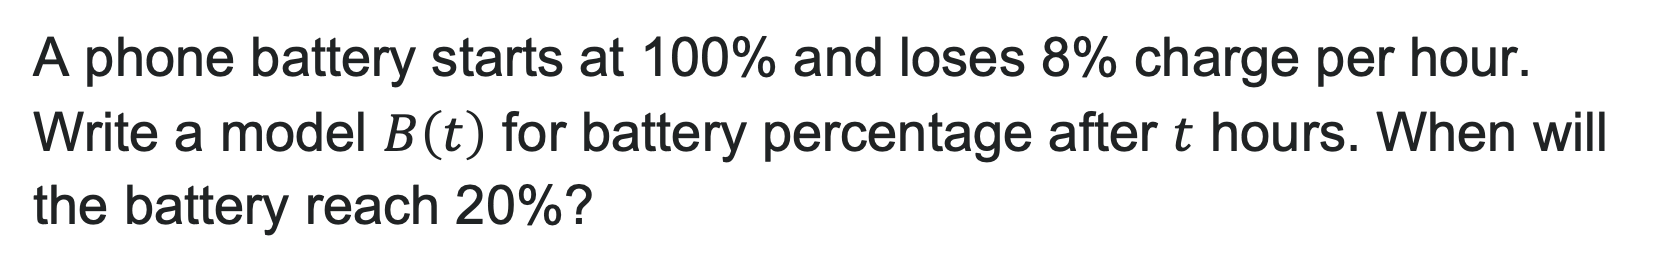 A phone battery starts at 100% and loses 8% charge per hour.
Write a model B(t) for battery percentage after t hours. When will
the battery reach 20%?